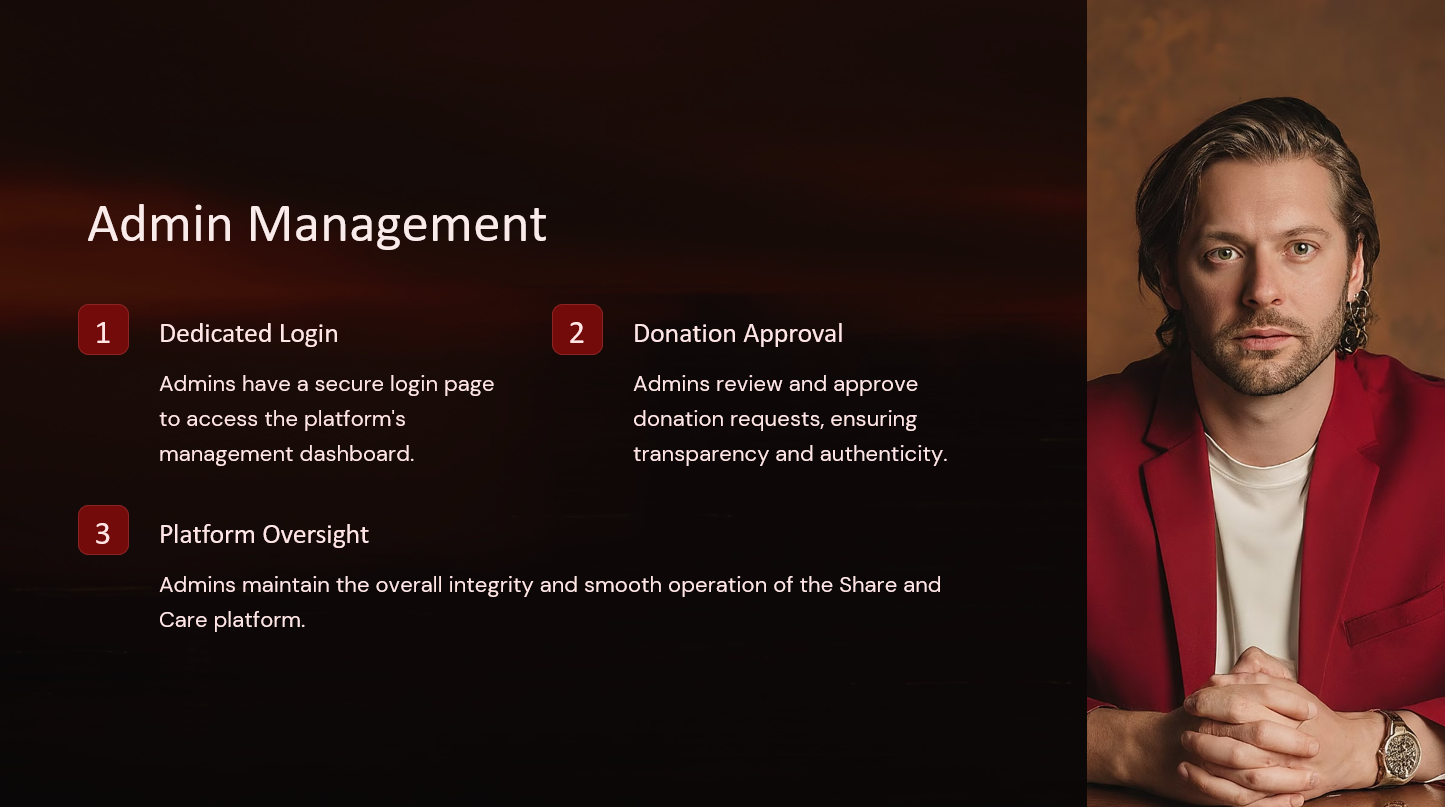 Admin Management
1
Dedicated Login
Admins have a secure login page
to access the platform's
management dashboard.
2
Donation Approval
Admins review and approve
donation requests, ensuring
transparency and authenticity.
3
Platform Oversight
Admins maintain the overall integrity and smooth operation of the Share and
Care platform.